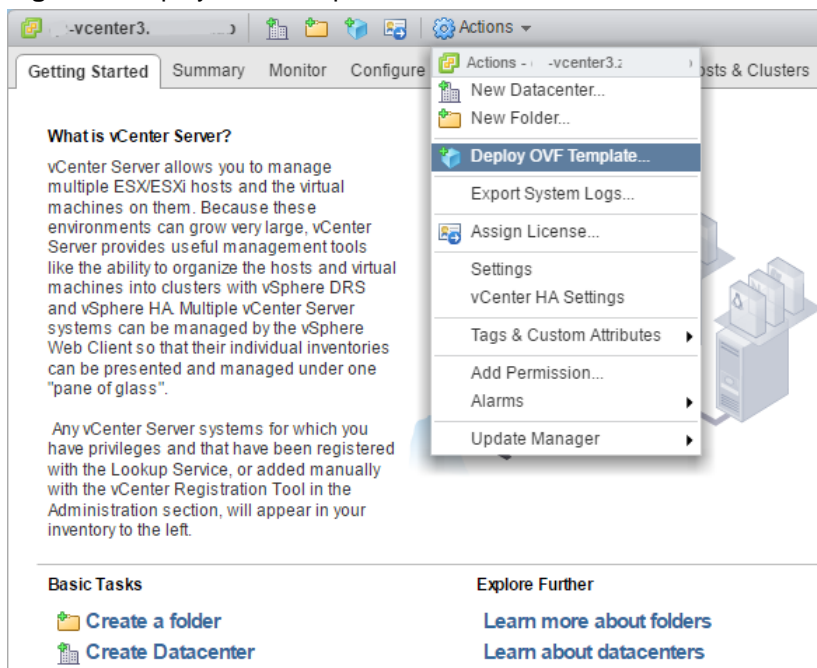 -vcenter3.
Actions
Getting Started Summary Monitor Configure
Actions - -vcenter3.
sts & Clusters
New Datacenter...
New Folder...
Deploy OVF Template...
Export System Logs...
Assign License...
Settings
vCenter HA Settings
Tags & Custom Attributes
Add Permission...
Alarms
Update Manager
What is vCenter Server?
vCenter Server allows you to manage
multiple ESX/ESXi hosts and the virtual
machines on them. Because these
environments can grow very large, vCenter
Server provides useful management tools
like the ability to organize the hosts and virtual
machines into clusters with vSphere DRS
and vSphere HA. Multiple vCenter Server
systems can be managed by the vSphere
Web Client so that their individual inventories
can be presented and managed under one
"pane of glass".
Any vCenter Server systems for which you
have privileges and that have been registered
with the Lookup Service, or added manually
with the vCenter Registration Tool in the
Administration section, will appear in your
inventory to the left.
Basic Tasks
Create a folder
Create Datacenter
Explore Further
Learn more about folders
Learn about datacenters